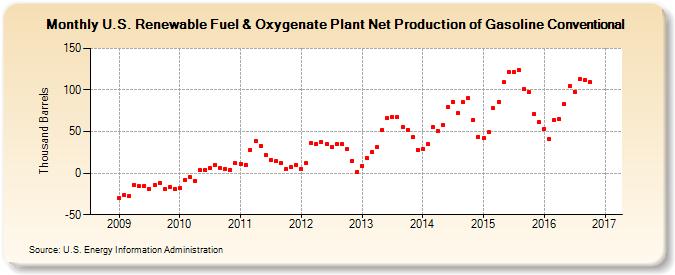 Monthly U.S. Renewable Fuel & Oxygenate Plant Net Production of Gasoline Conventional
Thousand Barrels
150
100
50
0
-50
2009 2010 2011 2012 2013 2014 2015 2016 2017
Source: U.S. Energy Information Administration